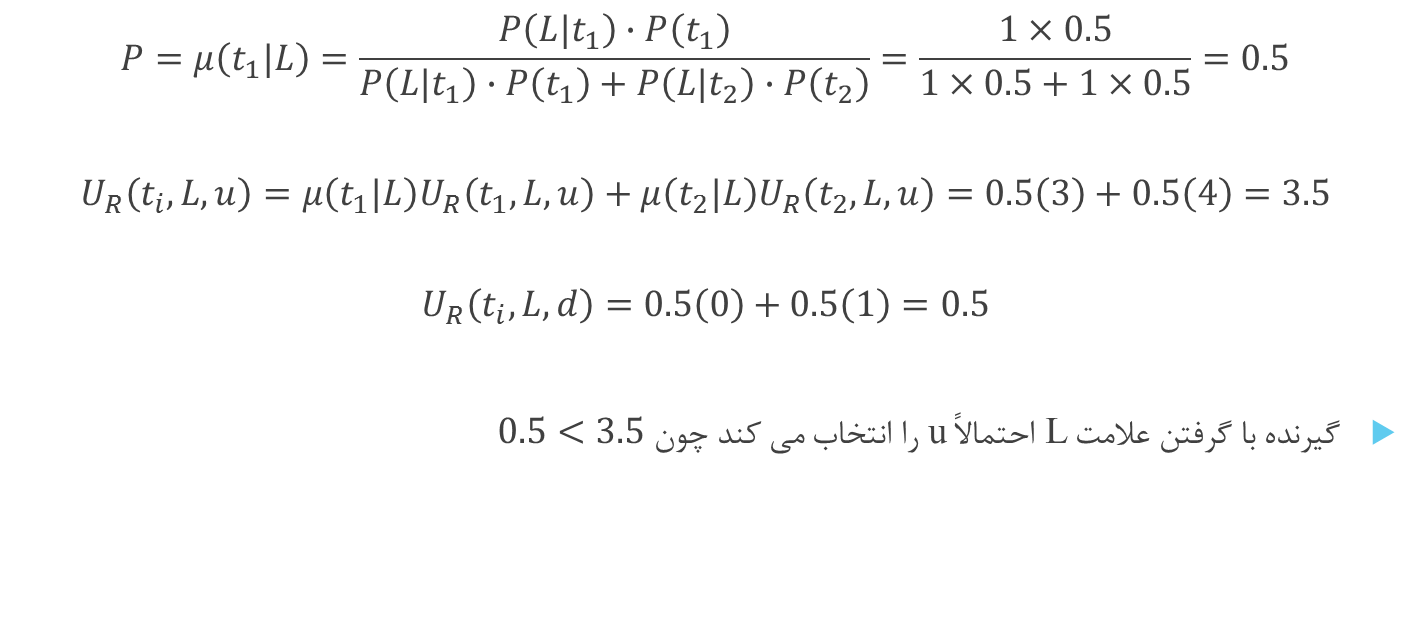 P = μ(t₁|L) = P(L|t₁) · P(t₁) / P(L|t₁) · P(t₁) + P(L|t₂) · P(t₂) = 1 × 0.5 / 1 × 0.5 + 1 × 0.5 = 0.5
U_R(t_i, L, u) = μ(t₁|L)U_R(t₁, L, u) + μ(t₂|L)U_R(t₂, L, u) = 0.5(3) + 0.5(4) = 3.5
U_R(t_i, L, d) = 0.5(0) + 0.5(1) = 0.5
گیرنده با گرفتن علامت L احتمالاً u را انتخاب می کند چون 0.5 < 3.5